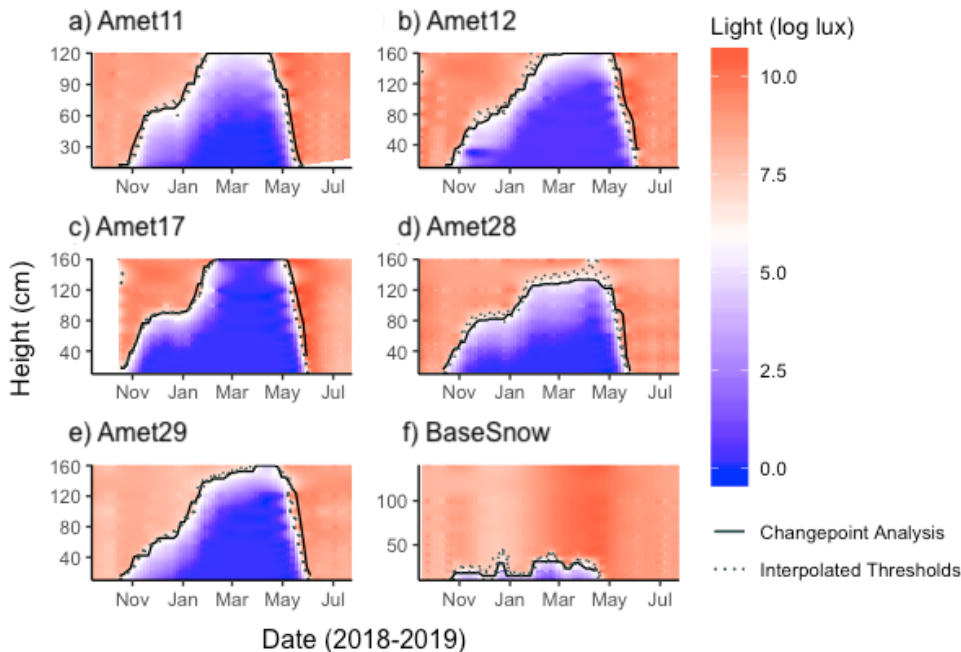 a) Amet11
b) Amet12
Light (log lux)
120
90
60
30
Nov Jan Mar May Jul
160
120
80
40
Nov Jan Mar May Jul
10.0
7.5
5.0
2.5
0.0
c) Amet17
d) Amet28
Height (cm)
160
120
80
40
Nov Jan Mar May Jul
160
120
80
40
Nov Jan Mar May Jul
e) Amet29
f) BaseSnow
160
120
80
40
Nov Jan Mar May Jul
100
50
Nov Jan Mar May Jul
Changepoint Analysis
Interpolated Thresholds
Date (2018-2019)